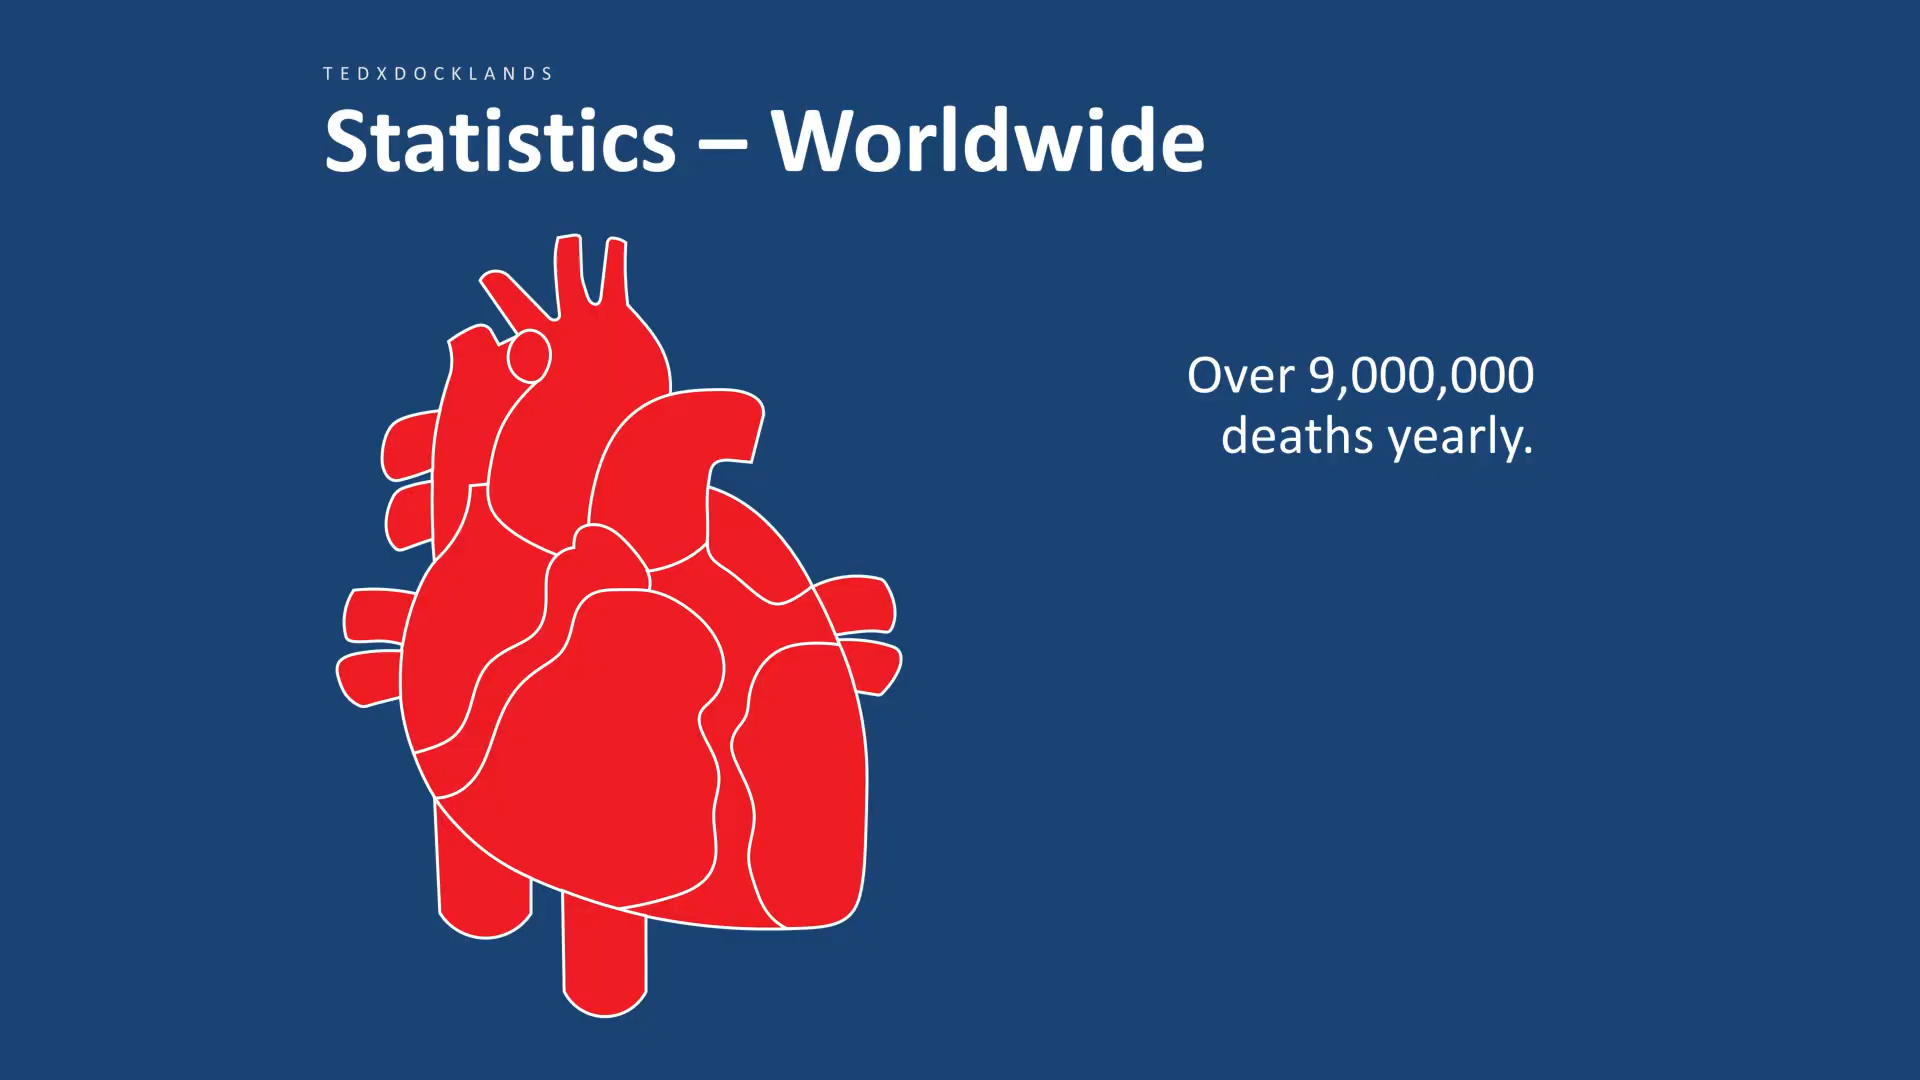 TEDXDOCKLANDS
Statistics – Worldwide
Over 9,000,000
deaths yearly.